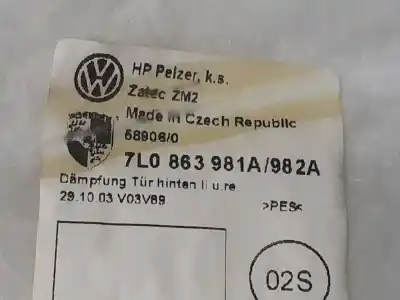 HP Pelzer, k.s.
Zatec ZM2
Made in Czech Republic
68906/0
7L0 863 981A/982A
Dämpfung Tür hinten li u.re.
29.10.03 V03V69
>PES<
02S